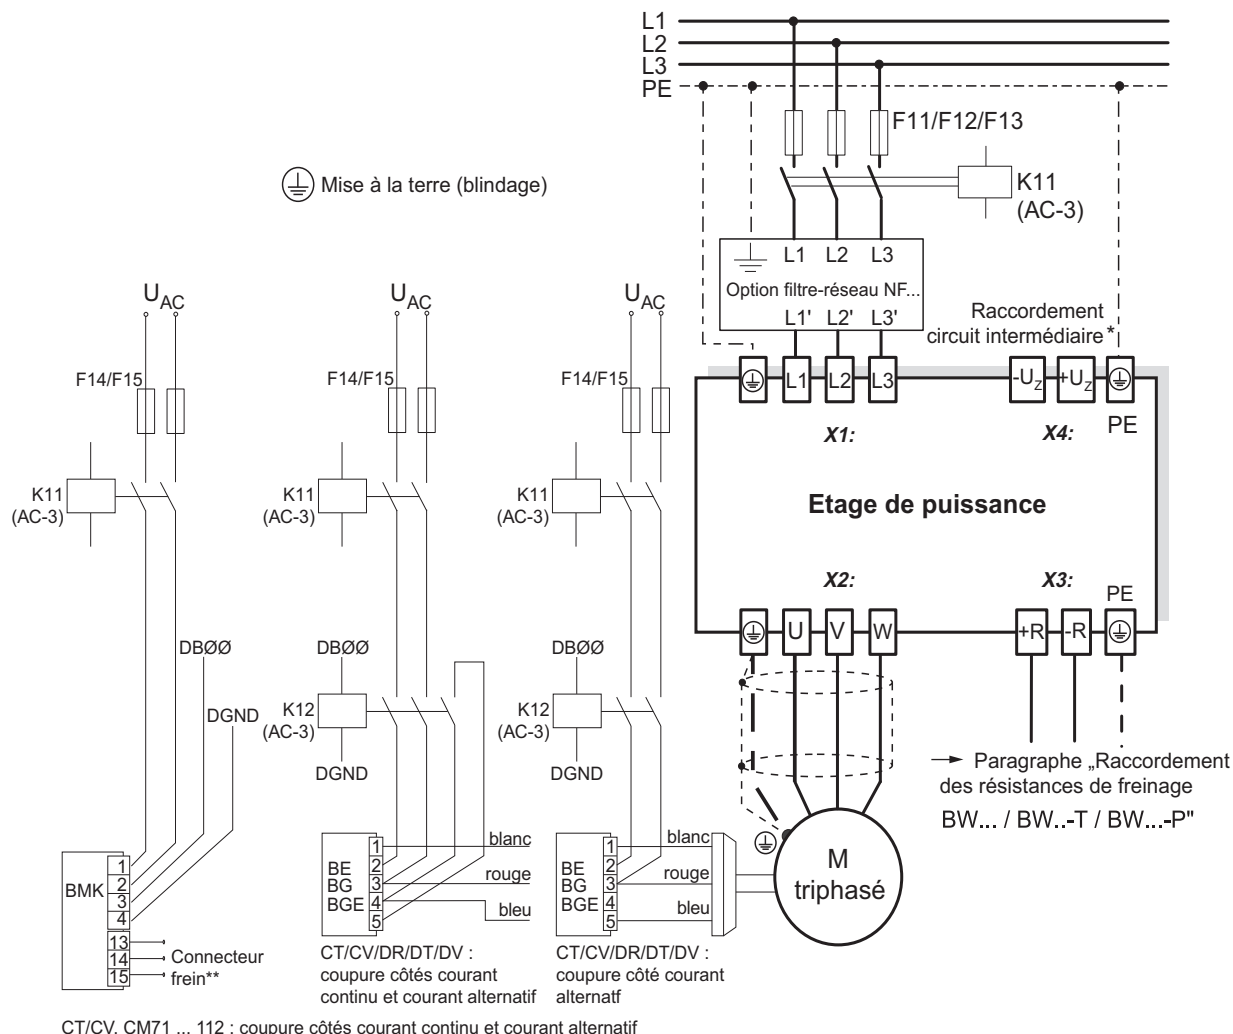 L1
L2
L3
PE
F11/F12/F13
K11
(AC-3)
Mise à la terre (blindage)
L1 L2 L3
Option filtre-réseau NF...
L1' L2' L3'
Raccordement
circuit intermédiaire *
L1 L2 L3 -UZ +UZ
X1: X4: PE
Etage de puissance
X2: X3: PE
U V W +R -R
→ Paragraphe „Raccordement
des résistances de freinage
BW... / BW..-T / BW...-P"
M
triphasé
UAC
F14/F15
K11
(AC-3)
DBØØ
DGND
BMK
1
2
3
4
13
14
15
Connecteur
frein**
UAC
F14/F15
K11
(AC-3)
DBØØ
K12
(AC-3)
DGND
BE
BG
BGE
1
2
3
4
5
blanc
rouge
bleu
CT/CV/DR/DT/DV :
coupure côtés courant
continu et courant alternatif
UAC
F14/F15
K11
(AC-3)
DBØØ
K12
(AC-3)
DGND
BE
BG
BGE
1
2
3
4
5
blanc
rouge
bleu
CT/CV/DR/DT/DV :
coupure côté courant
alternatf
CT/CV, CM71 ... 112 : coupure côtés courant continu et courant alternatif